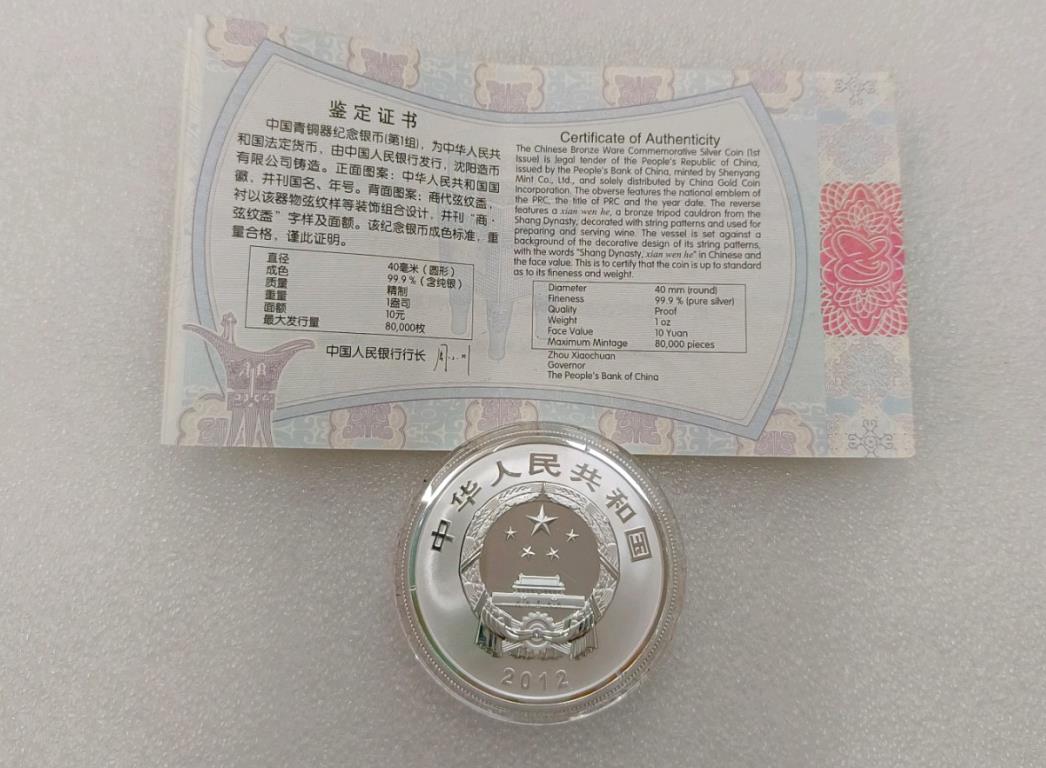 鉴定证书
中国青铜器纪念银币(第1组)，为中华人民共
和国法定货币，由中国人民银行发行，沈阳造币
有限公司铸造。正面图案：中华人民共和国国
徽，并刊国名、年号。背面图案：商代弦纹盉，
衬以该器物弦纹样等装饰组合设计，并刊“商·
弦纹盉”字样及面额。该纪念银币成色标准，重
量合格，谨此证明。
直径 40毫米（圆形）
成色 99.9%（含纯银）
质量 精制
重量 1盎司
面额 10元
最大发行量 80,000枚
中国人民银行行长
Certificate of Authenticity
The Chinese Bronze Ware Commemorative Silver Coin (1st
Issue) is legal tender of the People's Republic of China,
issued by the People's Bank of China, minted by Shenyang
Mint Co., Ltd., and solely distributed by China Gold Coin
Incorporation. The obverse features the national emblem of
the PRC, the title of PRC and the year date. The reverse
features a xian wen he, a bronze tripod cauldron from the
Shang Dynasty, decorated with string patterns and used for
preparing and serving wine. The vessel is set against a
background of the decorative design of its string patterns,
with the words "Shang Dynasty, xian wen he" in Chinese and
the face value. This is to certify that the coin is up to standard
as to its fineness and weight.
Diameter 40 mm (round)
Fineness 99.9 % (pure silver)
Quality Proof
Weight 1 oz
Face Value 10 Yuan
Maximum Mintage 80,000 pieces
Zhou Xiaochuan
Governor
The People's Bank of China
中华人民共和国
2012